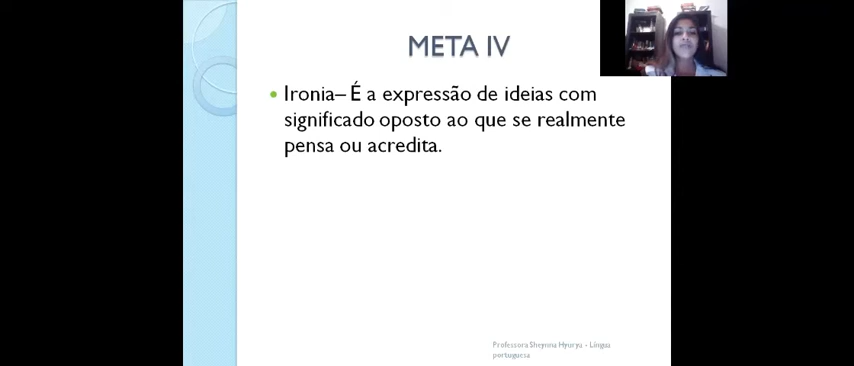 META IV
Ironia– É a expressão de ideias com
significado oposto ao que se realmente
pensa ou acredita.
Professora Sheynna Hyurya - Língua
portuguesa